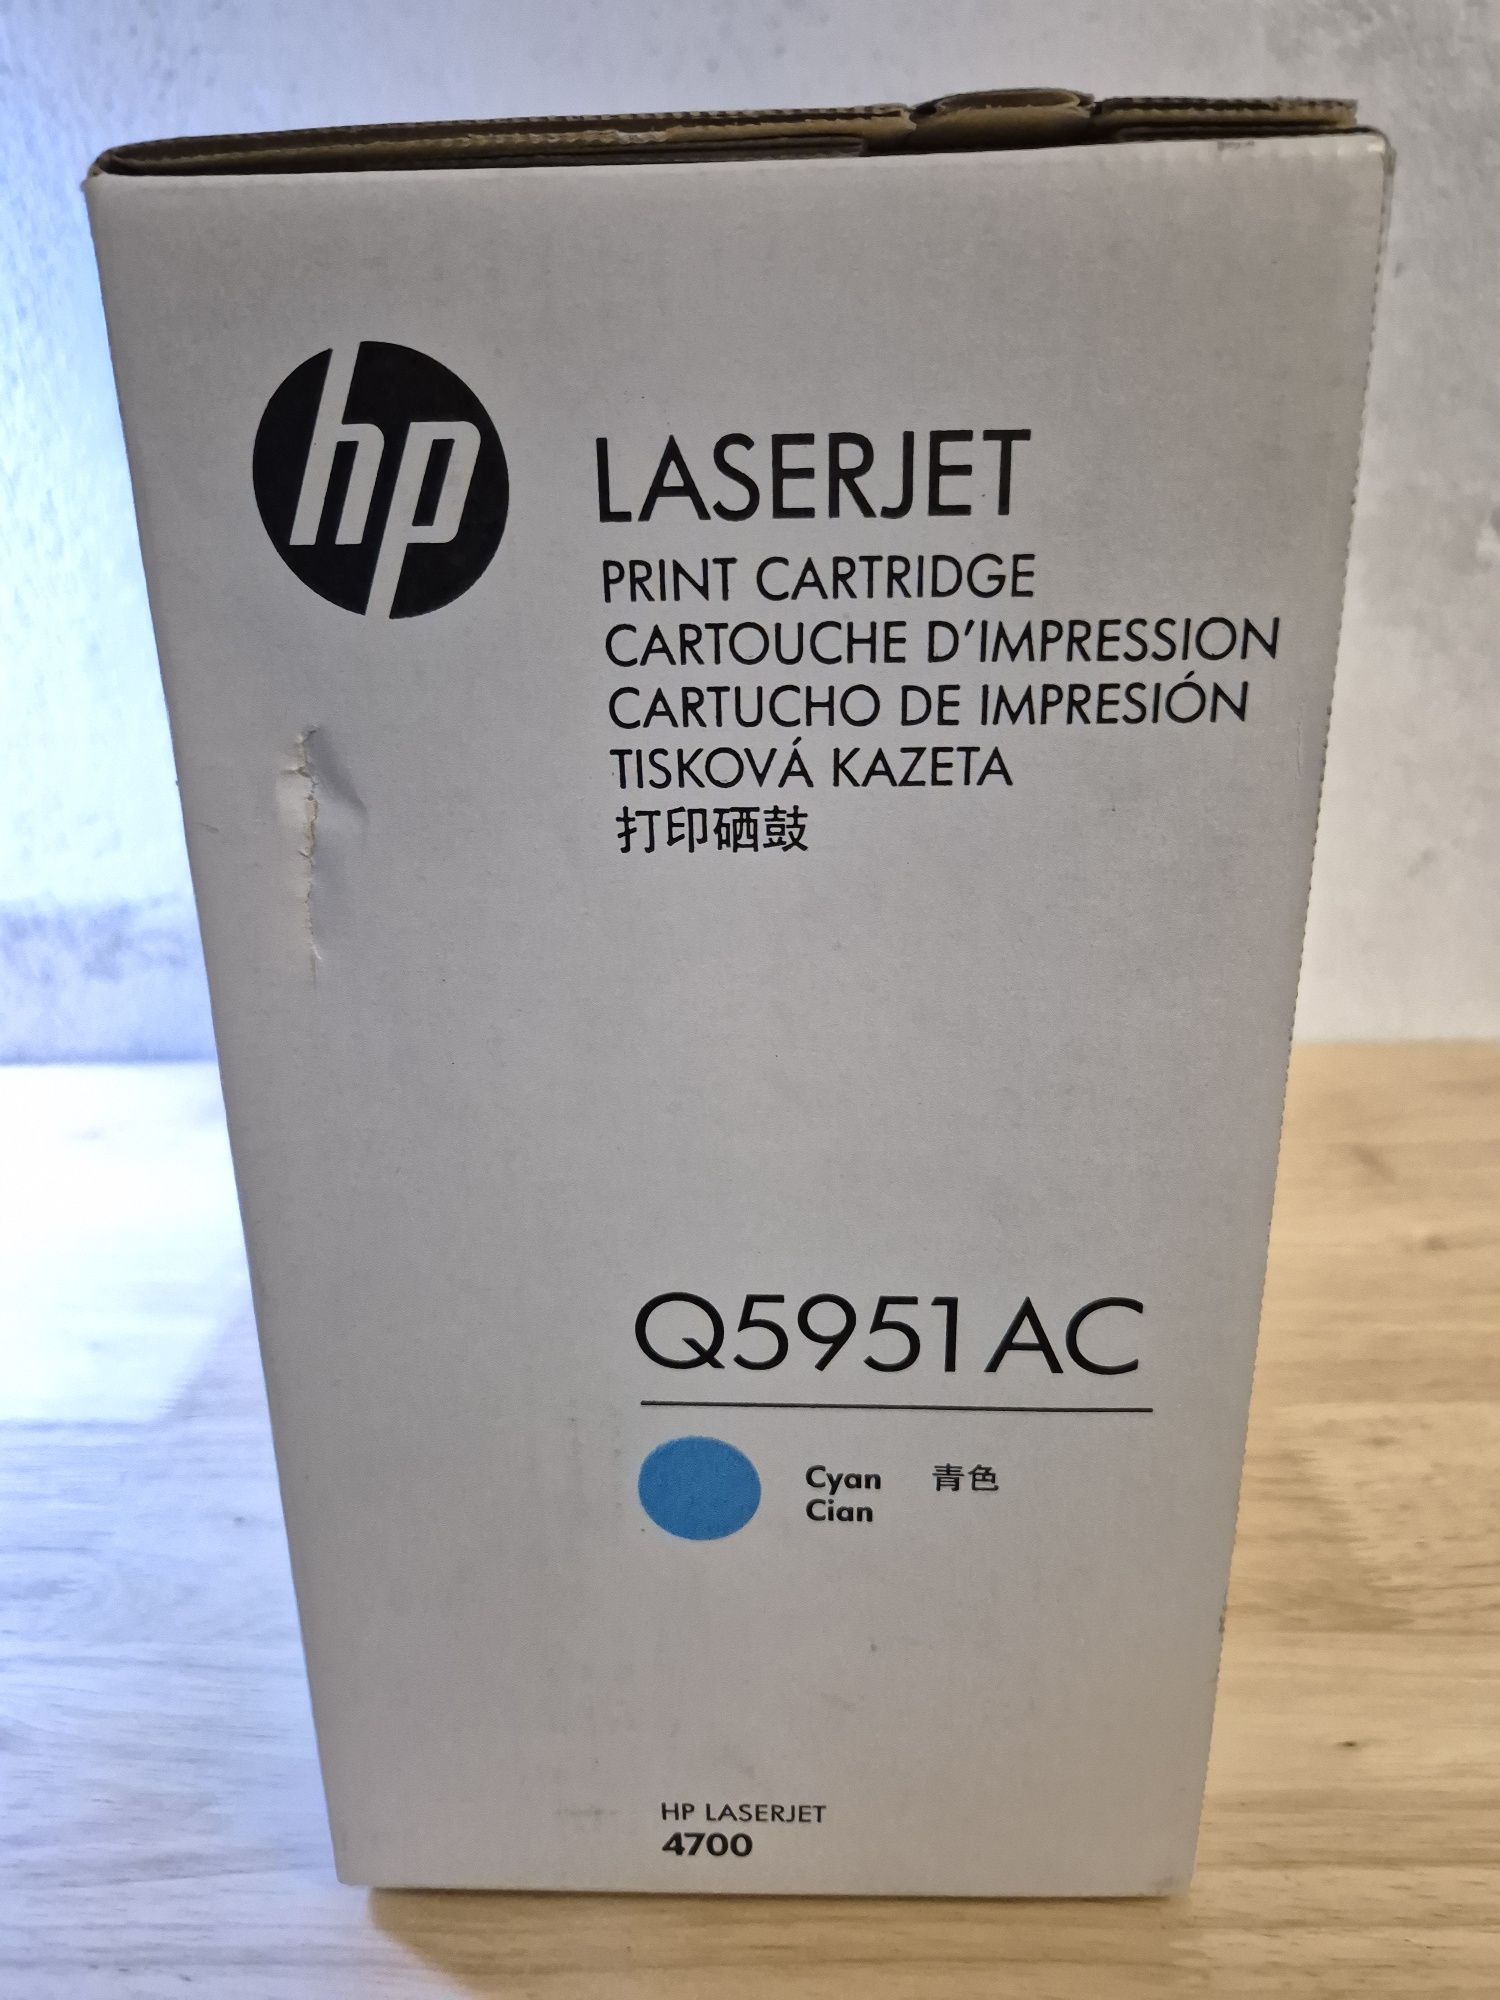 hp
LASERJET
PRINT CARTRIDGE
CARTOUCHE D'IMPRESSION
CARTUCHO DE IMPRESIÓN
TISKOVÁ KAZETA
打印硒鼓
Q5951AC
Cyan 青色
Cian
HP LASERJET
4700